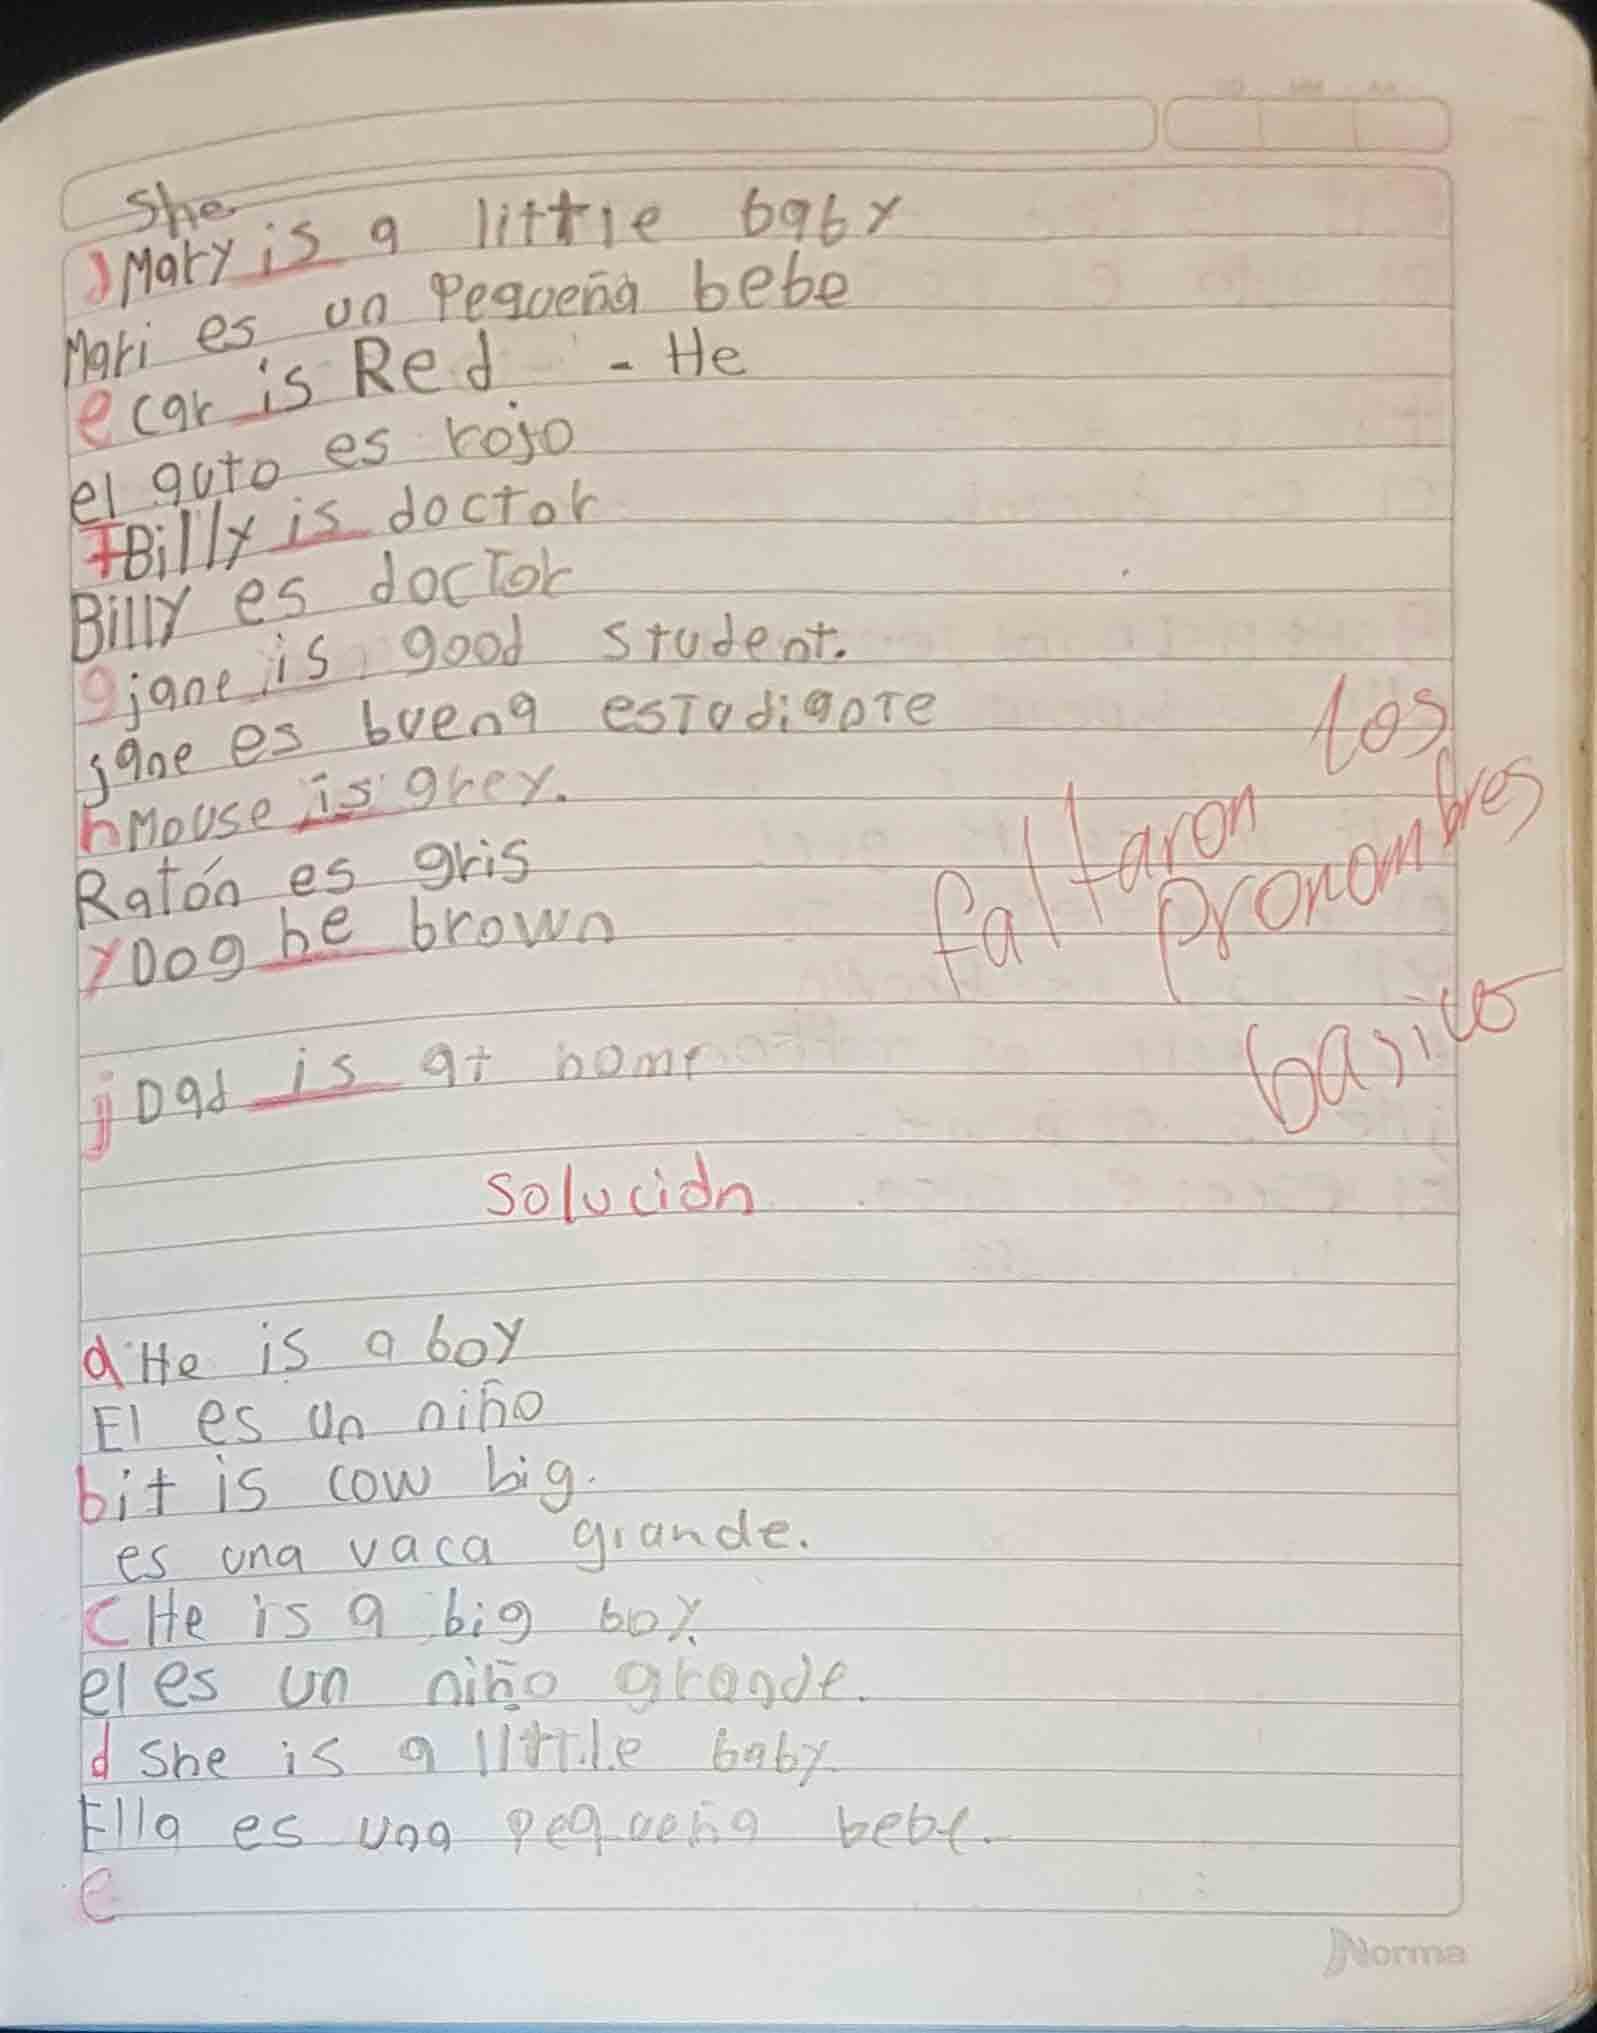 She
d Mary is a little baby
Mari es un Pequeña bebe
e car is Red - He
el auto es rojo
f Billy is doctor
Billy es doctor
g jane is good student.
jane es buena estudiante
h Mouse is grey.
Ratón es gris
y Dog he brown
faltaron los pronombres basicos
j Dad is at home
Solución
a He is a boy
El es un niño
b it is cow big.
es una vaca grande.
c He is a big boy.
el es un niño grande.
d She is a little baby.
Ella es una pequeña bebe.
e
Norma